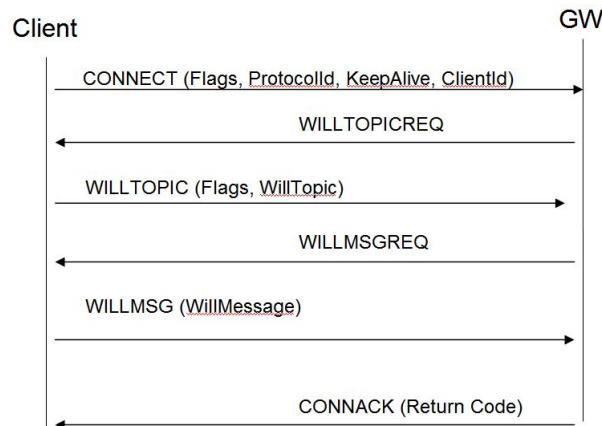 Client
GW
CONNECT (Flags, ProtocolId, KeepAlive, ClientId)
WILLTOPICREQ
WILLTOPIC (Flags, WillTopic)
WILLMSGREQ
WILLMSG (WillMessage)
CONNACK (Return Code)